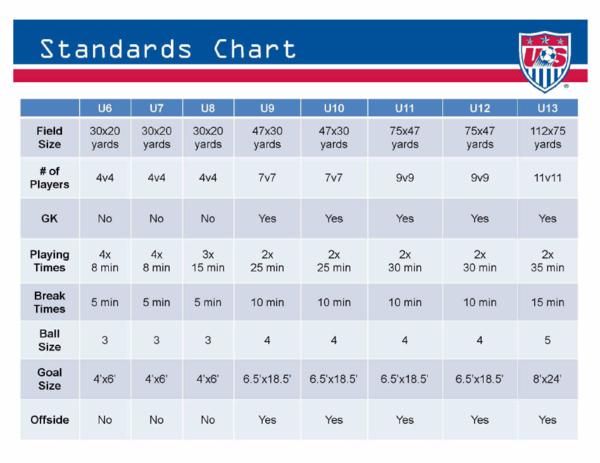 Standards Chart
US
®
U6 U7 U8 U9 U10 U11 U12 U13
Field Size 30x20 yards 30x20 yards 30x20 yards 47x30 yards 47x30 yards 75x47 yards 75x47 yards 112x75 yards
# of Players 4v4 4v4 4v4 7v7 7v7 9v9 9v9 11v11
GK No No No Yes Yes Yes Yes Yes
Playing Times 4x 8 min 4x 8 min 3x 15 min 2x 25 min 2x 25 min 2x 30 min 2x 30 min 2x 35 min
Break Times 5 min 5 min 5 min 10 min 10 min 10 min 10 min 15 min
Ball Size 3 3 3 4 4 4 4 5
Goal Size 4'x6' 4'x6' 4'x6' 6.5'x18.5' 6.5'x18.5' 6.5'x18.5' 6.5'x18.5' 8'x24'
Offside No No No Yes Yes Yes Yes Yes